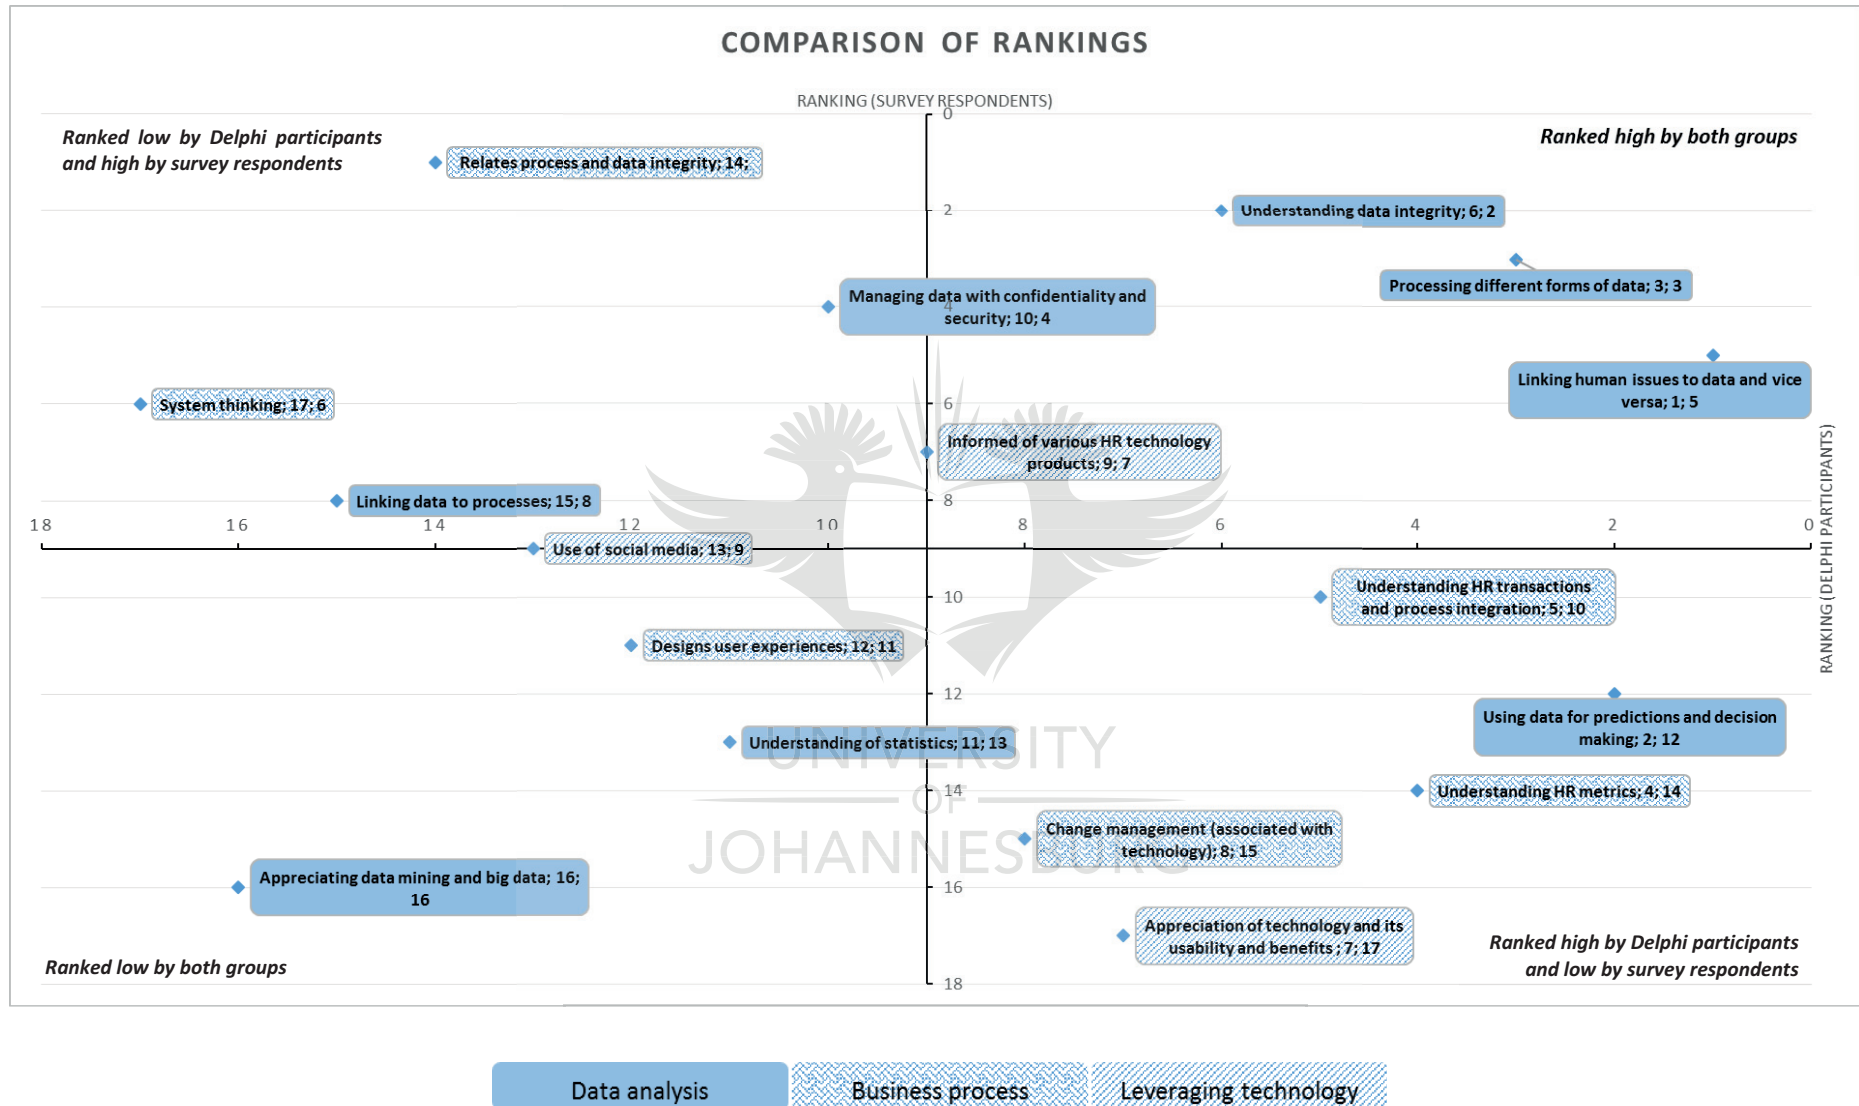 COMPARISON OF RANKINGS
RANKING (SURVEY RESPONDENTS)
0
Ranked low by Delphi participants
and high by survey respondents
Ranked high by both groups
Relates process and data integrity; 14;
2
Understanding data integrity; 6; 2
Processing different forms of data; 3; 3
Managing data with confidentiality and
security; 10; 4
4
Linking human issues to data and vice
versa; 1; 5
System thinking; 17; 6
6
Informed of various HR technology
products; 9; 7
Linking data to processes; 15; 8
8
18 16 14 12 10 8 6 4 2 0
RANKING (DELPHI PARTICIPANTS)
Use of social media; 13; 9
Understanding HR transactions
and process integration; 5; 10
10
Designs user experiences; 12; 11
12
Using data for predictions and decision
making; 2; 12
Understanding of statistics; 11; 13
UNIVERSITY
14
Understanding HR metrics; 4; 14
OF
Change management (associated with
technology); 8; 15
JOHANNESBURG
Appreciating data mining and big data; 16;
16
16
Appreciation of technology and its
usability and benefits ; 7; 17
Ranked high by Delphi participants
and low by survey respondents
Ranked low by both groups
18
Data analysis
Business process
Leveraging technology